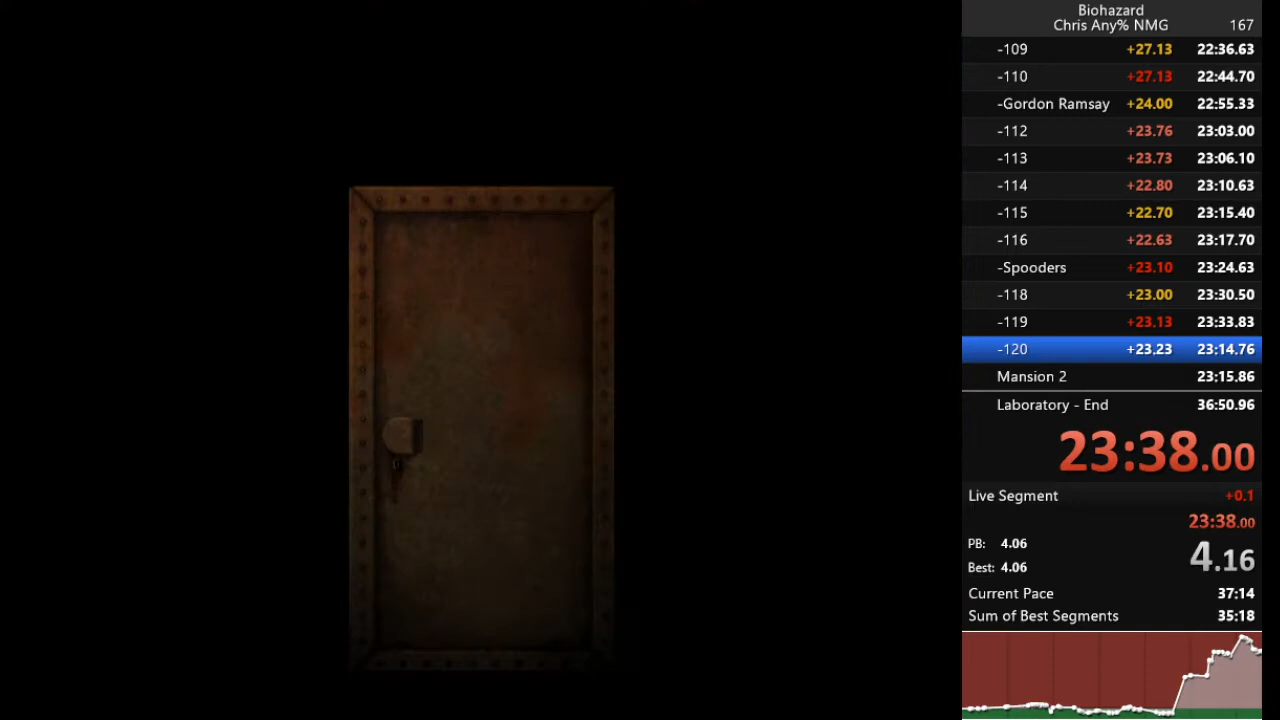 Biohazard
Chris Any% NMG 167
-109 +27.13 22:36.63
-110 +27.13 22:44.70
-Gordon Ramsay +24.00 22:55.33
-112 +23.76 23:03.00
-113 +23.73 23:06.10
-114 +22.80 23:10.63
-115 +22.70 23:15.40
-116 +22.63 23:17.70
-Spooders +23.10 23:24.63
-118 +23.00 23:30.50
-119 +23.13 23:33.83
-120 +23.23 23:14.76
Mansion 2 23:15.86
Laboratory - End 36:50.96
23:38.00
Live Segment +0.1
23:38.00
PB: 4.06
Best: 4.06
4.16
Current Pace 37:14
Sum of Best Segments 35:18